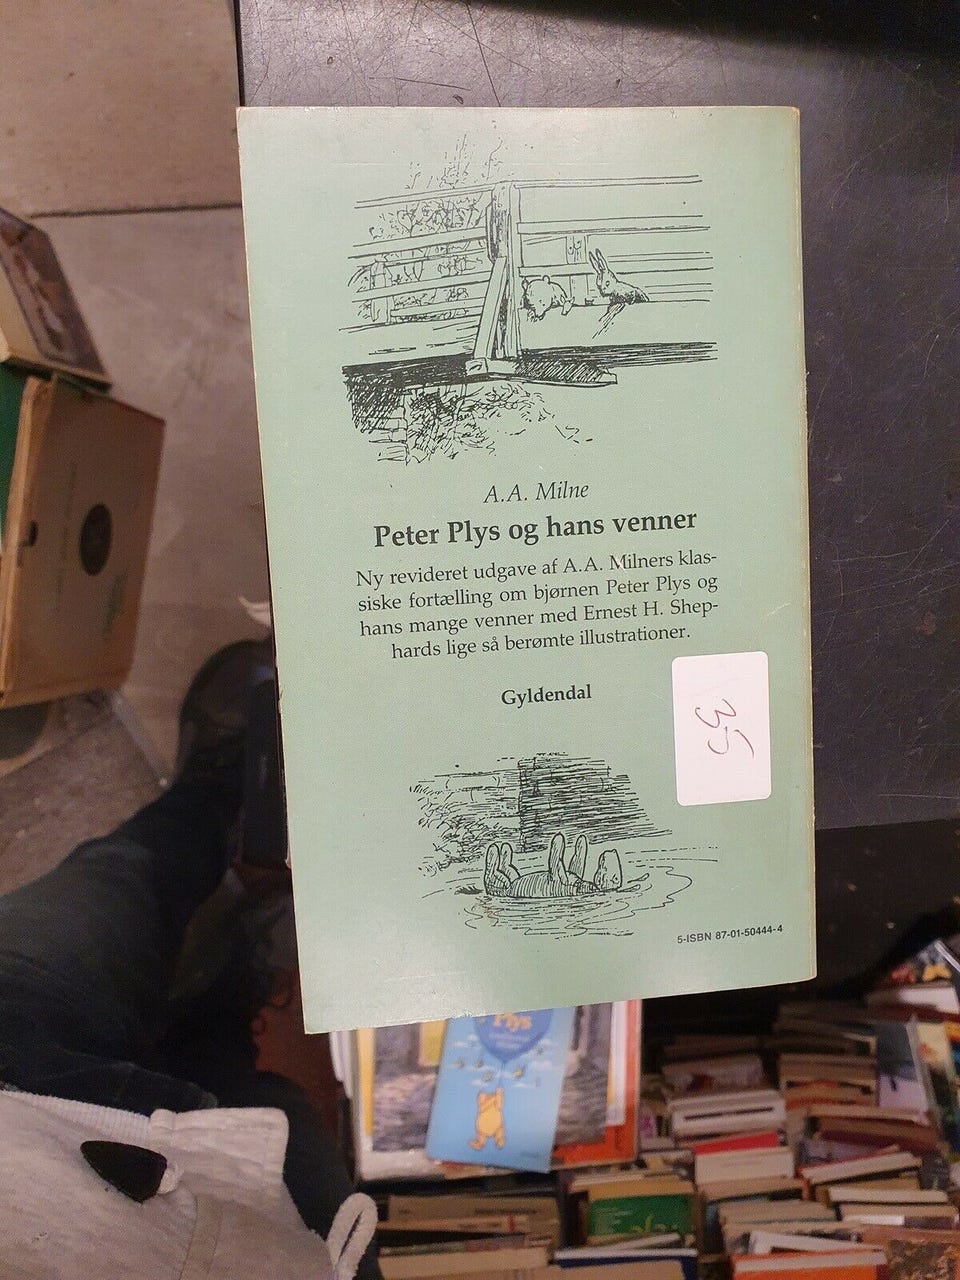 A.A. Milne
Peter Plys og hans venner
Ny revideret udgave af A.A. Milners klas-
siske fortælling om bjørnen Peter Plys og
hans mange venner med Ernest H. Shep-
hards lige så berømte illustrationer.
Gyldendal
35
5-ISBN 87-01-50444-4
Plys